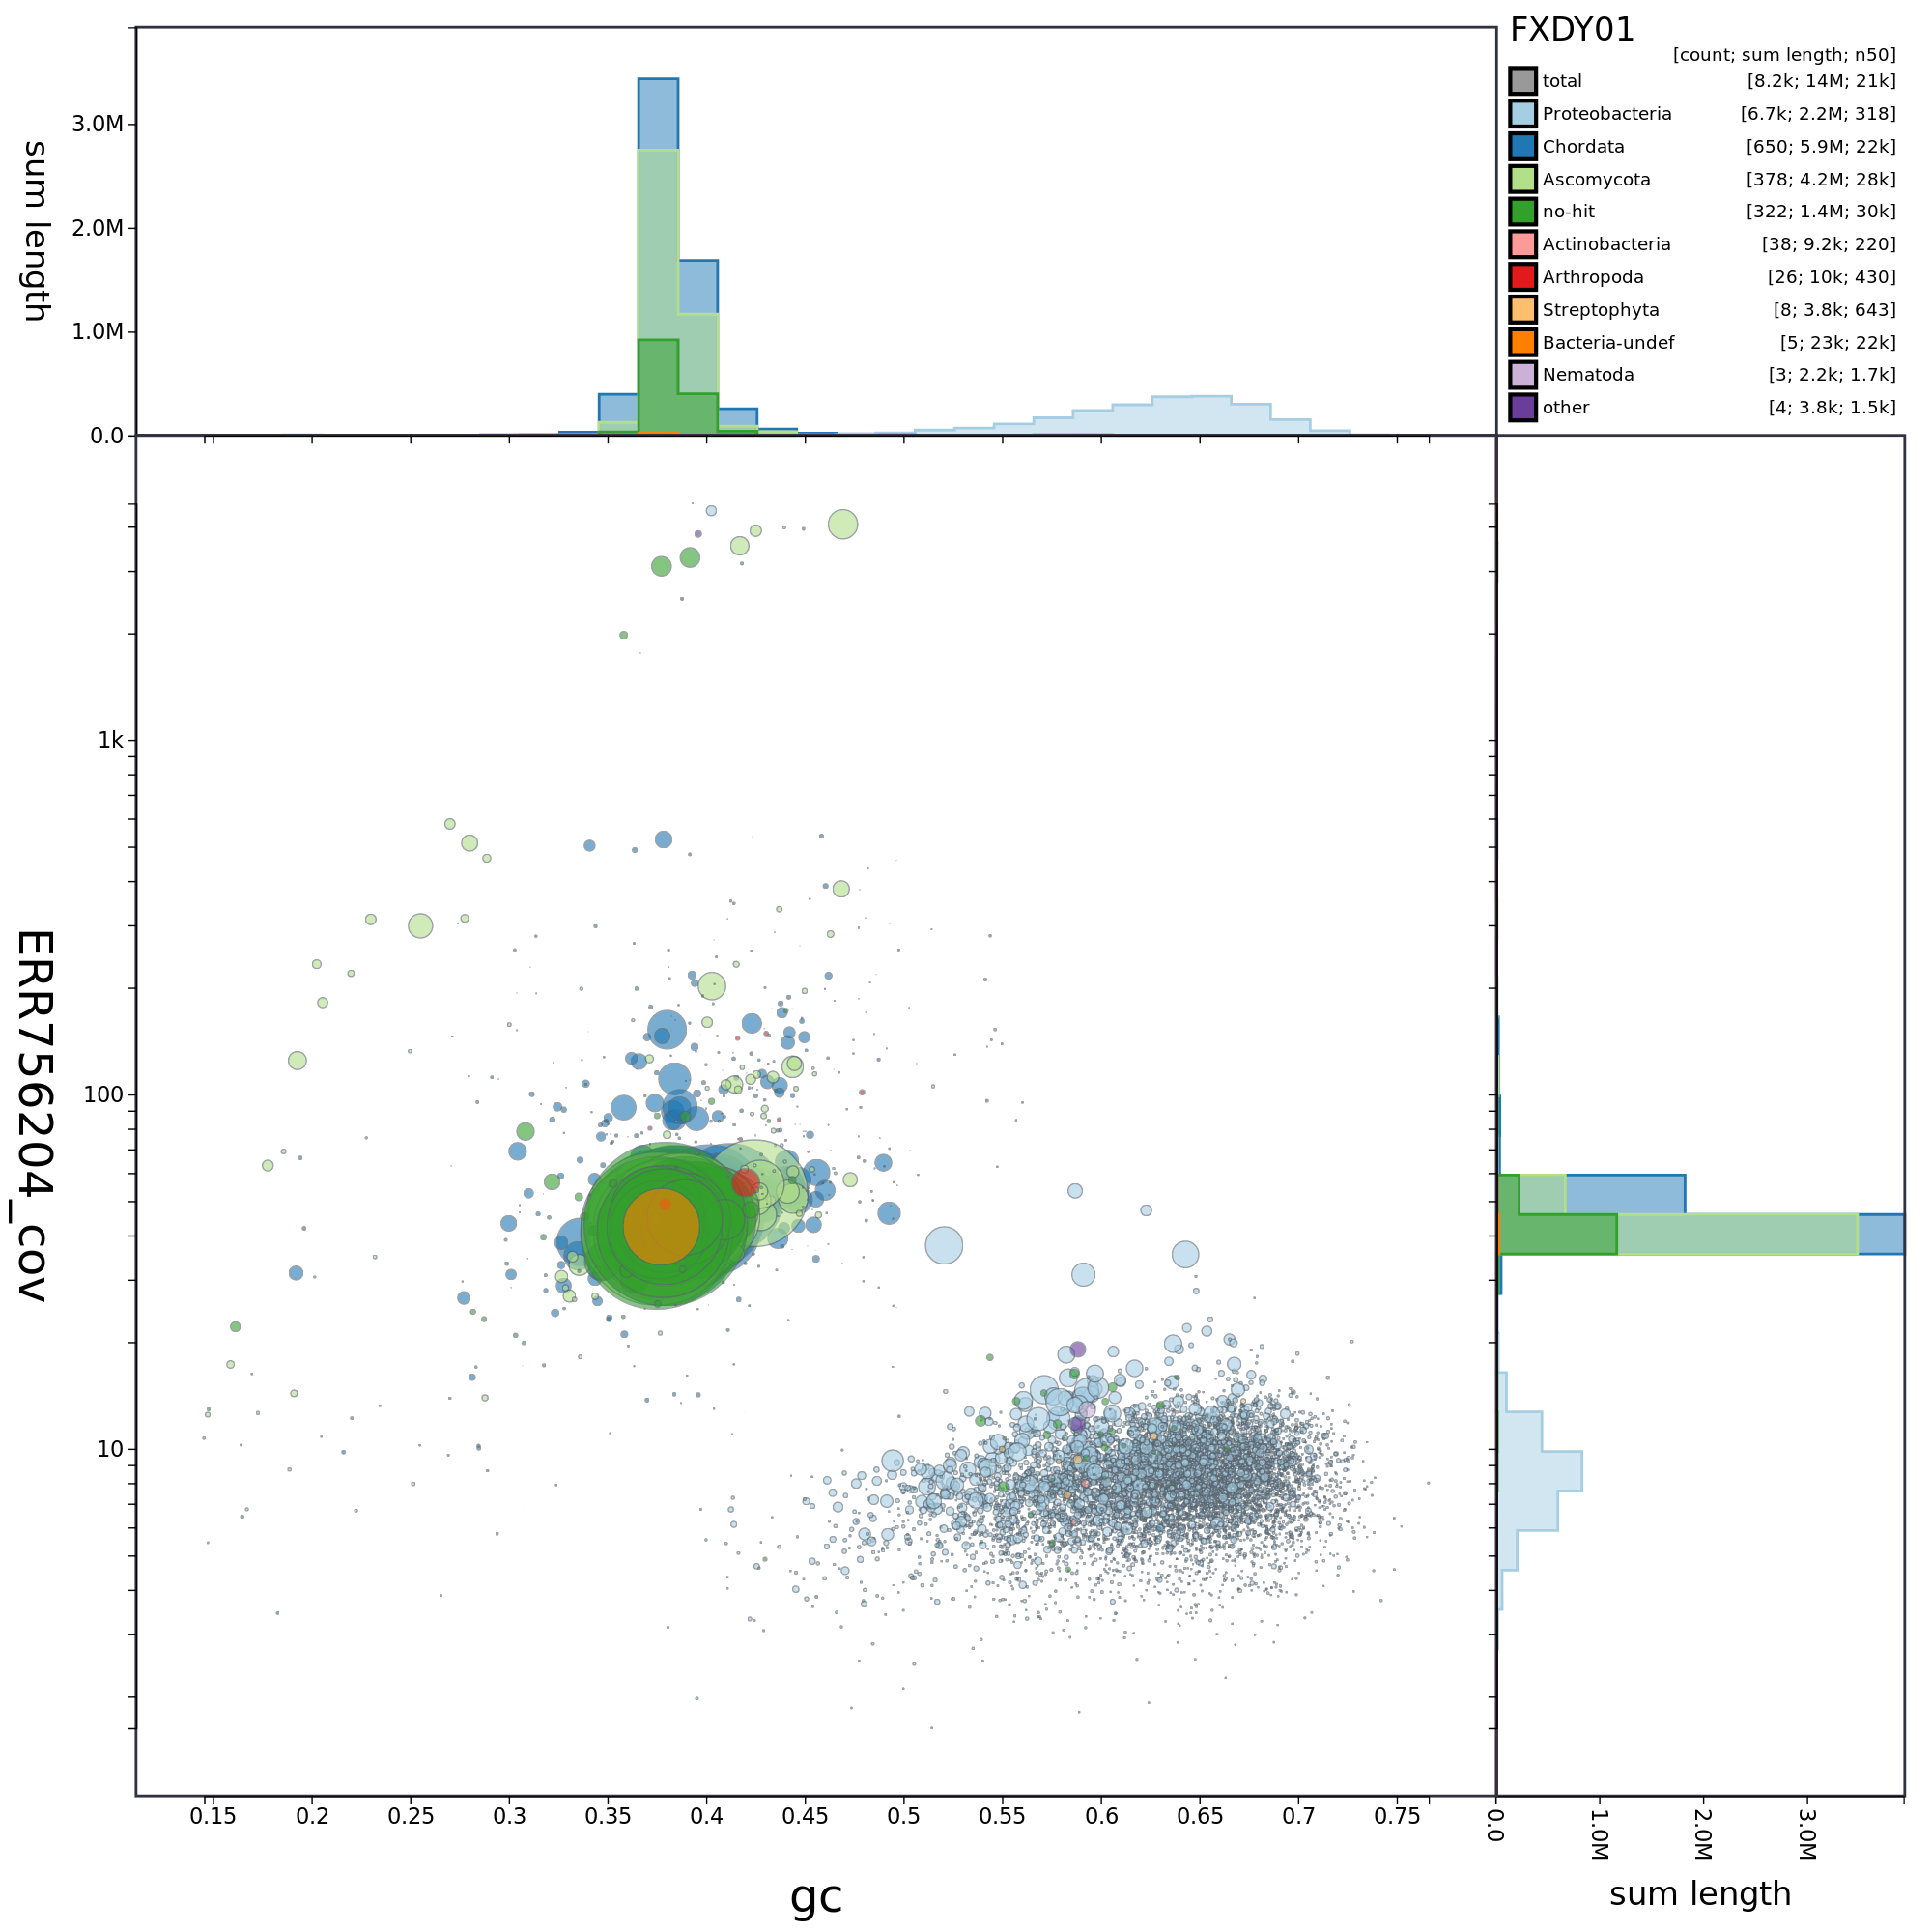 FXDY01
[count; sum length; n50]
total [8.2k; 14M; 21k]
Proteobacteria [6.7k; 2.2M; 318]
Chordata [650; 5.9M; 22k]
Ascomycota [378; 4.2M; 28k]
no-hit [322; 1.4M; 30k]
Actinobacteria [38; 9.2k; 220]
Arthropoda [26; 10k; 430]
Streptophyta [8; 3.8k; 643]
Bacteria-undef [5; 23k; 22k]
Nematoda [3; 2.2k; 1.7k]
other [4; 3.8k; 1.5k]
sum length
3.0M
2.0M
1.0M
0.0
ERR756204_cov
1k
100
10
0.15 0.2 0.25 0.3 0.35 0.4 0.45 0.5 0.55 0.6 0.65 0.7 0.75
gc
0.0 1.0M 2.0M 3.0M
sum length